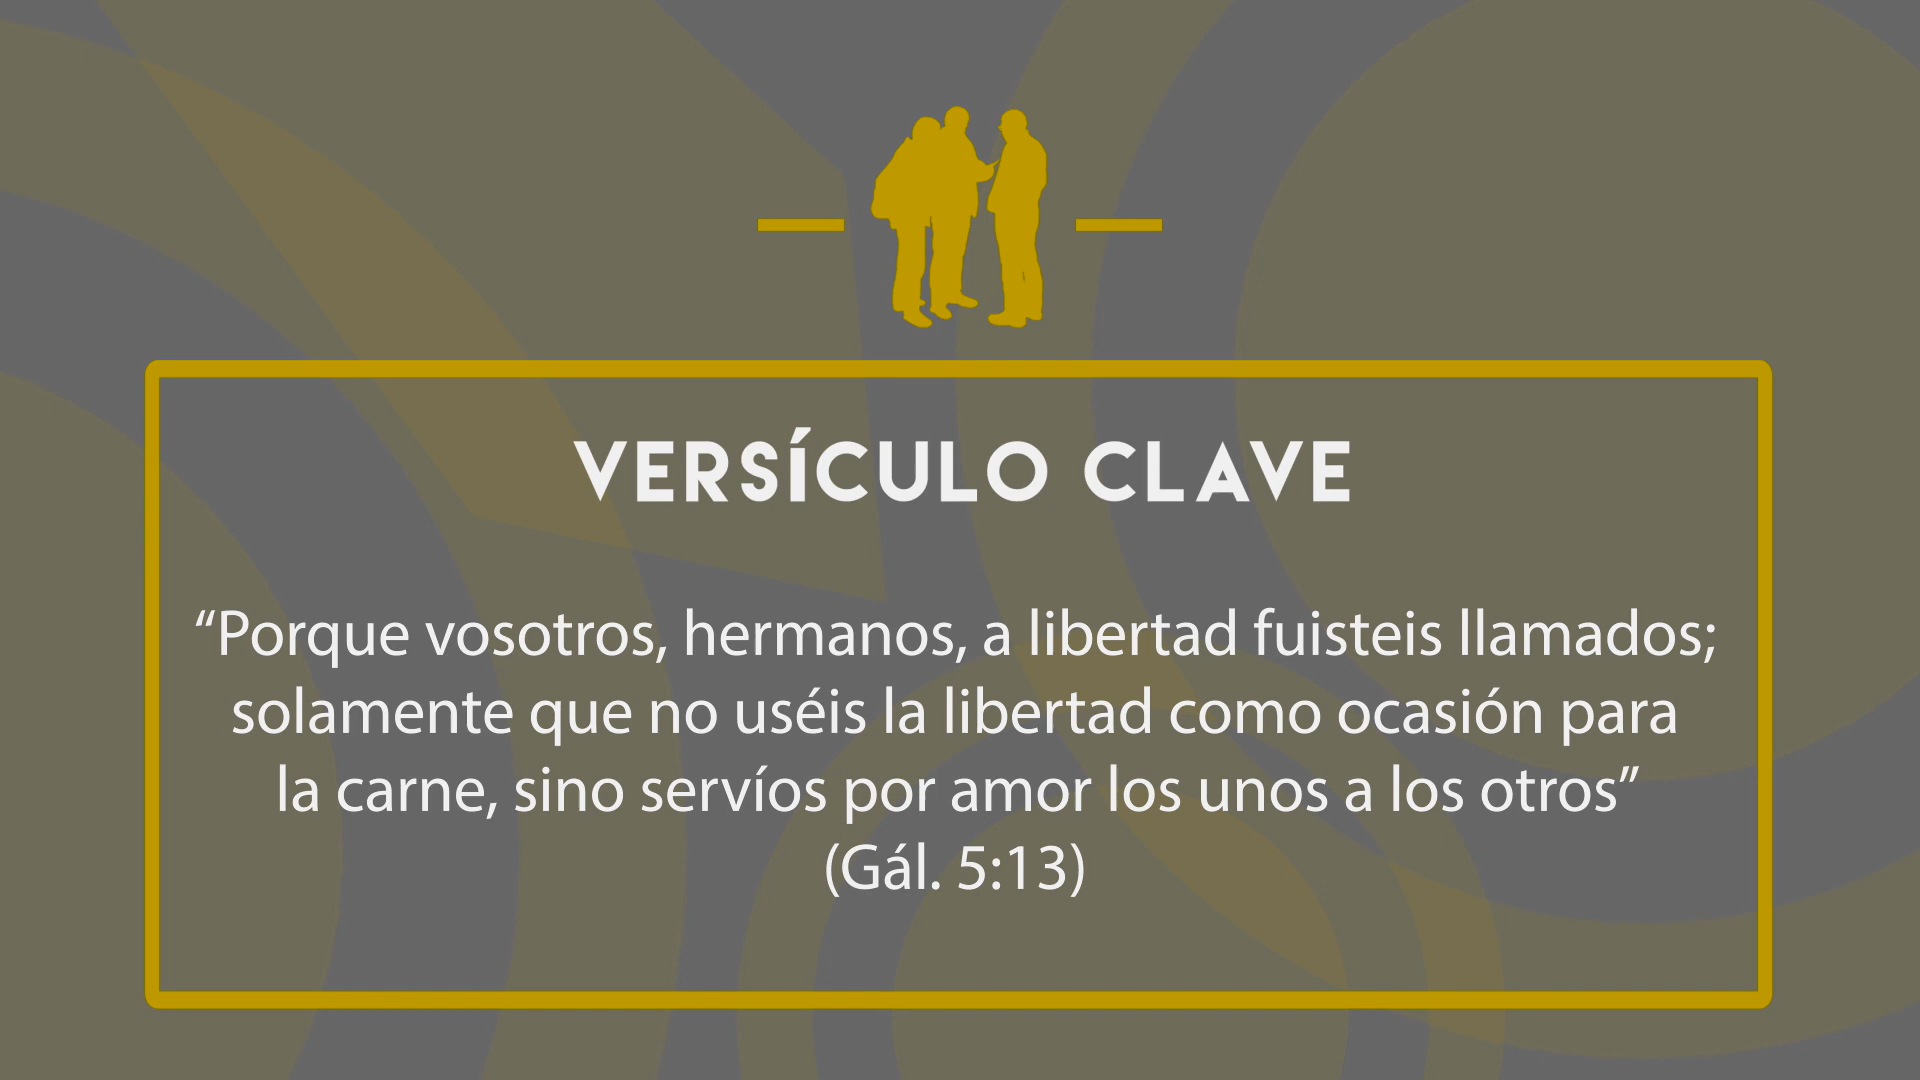 VERSÍCULO CLAVE
“Porque vosotros, hermanos, a libertad fuisteis llamados;
solamente que no uséis la libertad como ocasión para
la carne, sino servíos por amor los unos a los otros”
(Gál. 5:13)